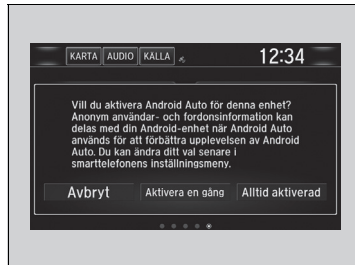 KARTA AUDIO KÄLLA 12:34
Vill du aktivera Android Auto för denna enhet?
Anonym användar- och fordonsinformation kan
delas med din Android-enhet när Android Auto
används för att förbättra upplevelsen av Android
Auto. Du kan ändra ditt val senare i
smarttelefonens inställningsmeny.
Avbryt Aktivera en gång Alltid aktiverad